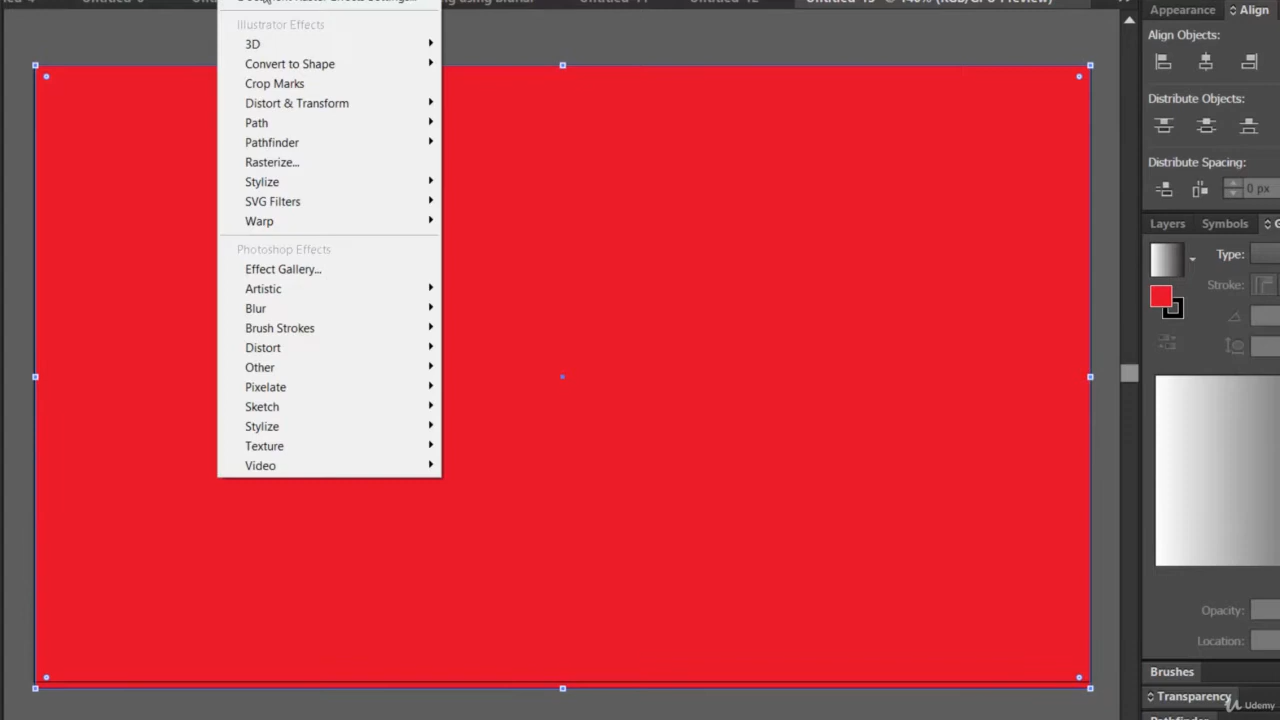 Illustrator Effects
3D
Convert to Shape
Crop Marks
Distort & Transform
Path
Pathfinder
Rasterize...
Stylize
SVG Filters
Warp
Photoshop Effects
Effect Gallery...
Artistic
Blur
Brush Strokes
Distort
Other
Pixelate
Sketch
Stylize
Texture
Video
Appearance Align
Align Objects:
Distribute Objects:
Distribute Spacing:
0 px
Layers Symbols
Type:
Stroke:
Opacity:
Location:
Brushes
Transparency
Udemy